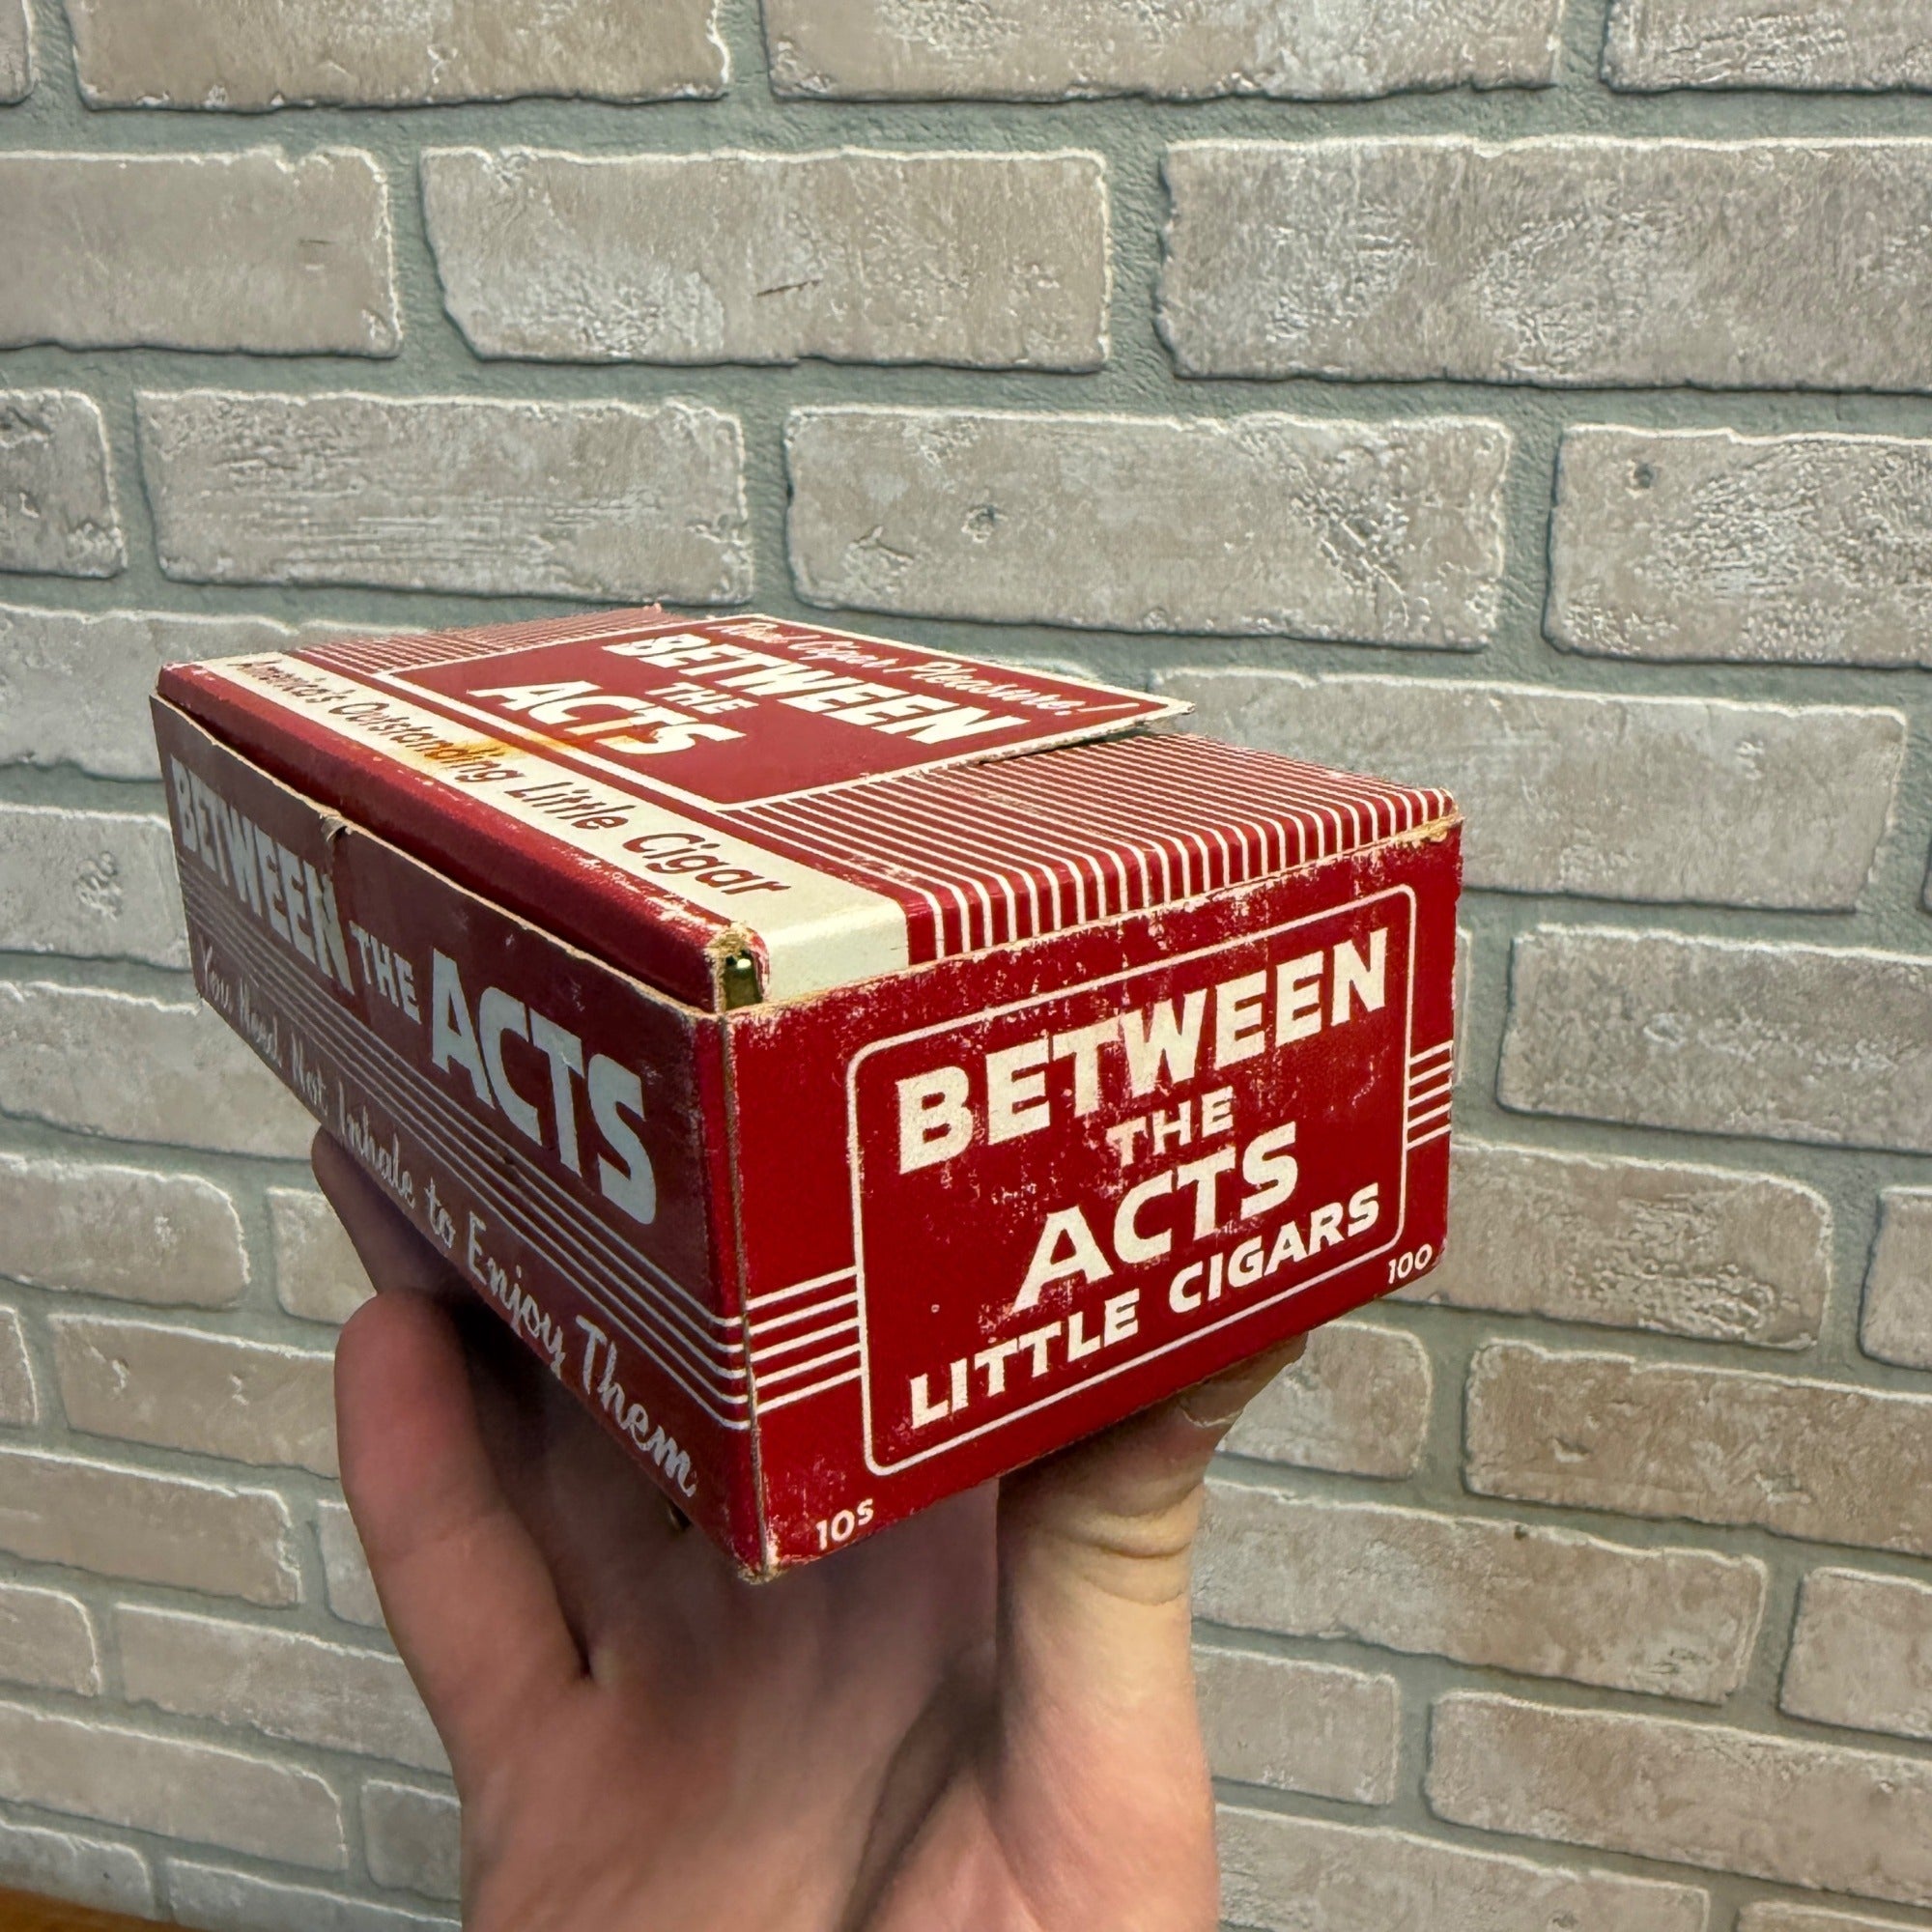 Real Cigar Pleasure!
BETWEEN
THE
ACTS
America's Outstanding Little Cigar
BETWEEN THE ACTS
You Need Not Inhale to Enjoy Them
BETWEEN
THE
ACTS
LITTLE CIGARS
10s
100